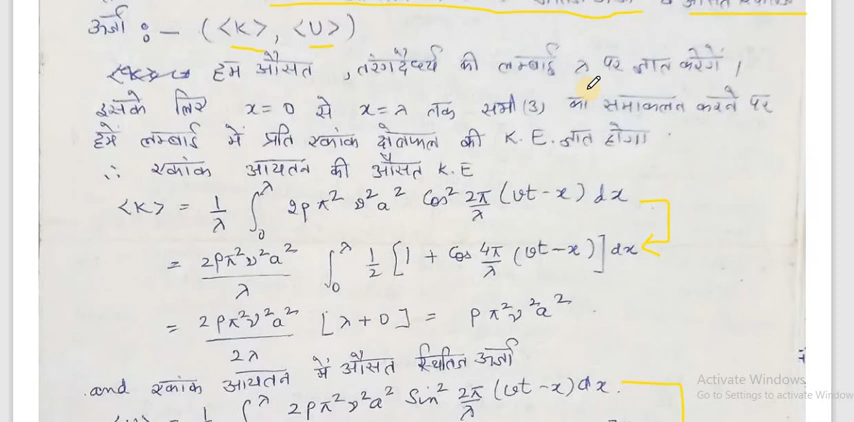 ऊर्जा :- (<K>, <U>)
हम औसत, तरंगदैर्घ्य की लम्बाई λ पर ज्ञात करेंगे,
इसके लिए x=0 से x=λ तक समी (3) का समाकलन करने पर
हमें लम्बाई में प्रति एकांक क्षेत्रफल की K.E. ज्ञात होगा.
∴ एकांक आयतन की औसत K.E
<K> = 1/λ ∫₀^λ 2ρπ²ν²a² Cos² 2π/λ (vt-x) dx
= 2ρπ²ν²a²/λ ∫₀^λ 1/2 [1 + Cos 4π/λ (vt-x)] dx
= 2ρπ²ν²a²/2λ [λ+0] = ρπ²ν²a²
and एकांक आयतन में औसत स्थितिज ऊर्जा
∫ λ 2ρπ²ν²a² Sin² 2π/λ (vt-x) dx.
Activate Windows
Go to Settings to activate Windows.